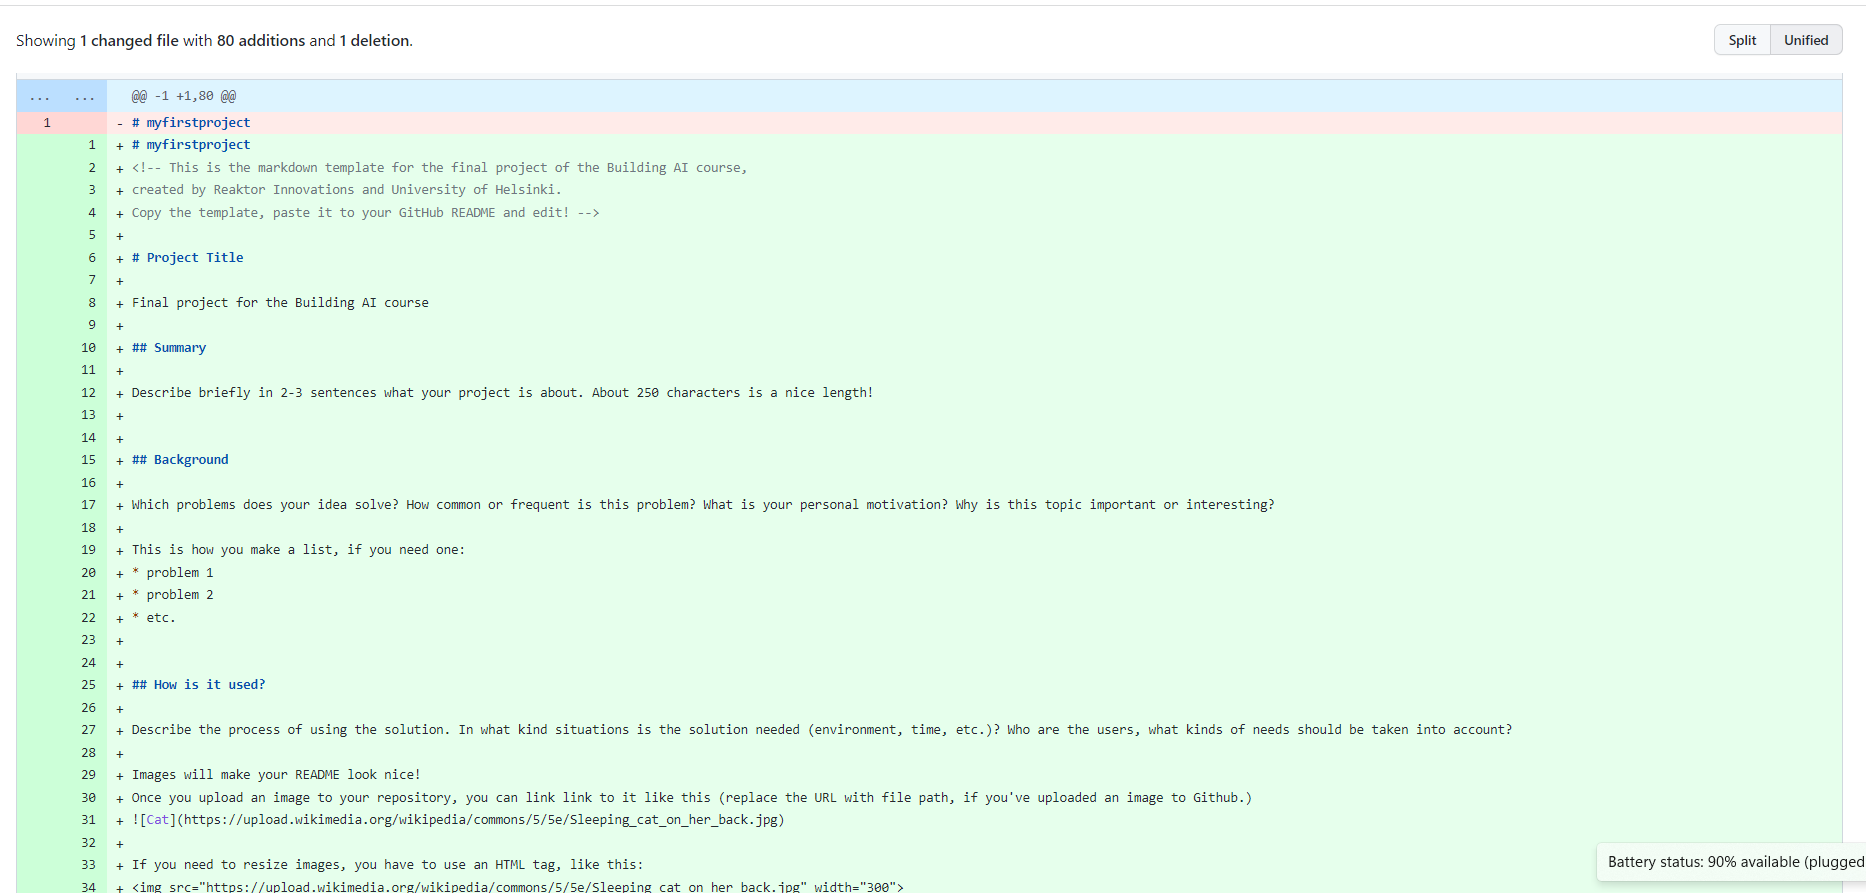 Showing 1 changed file with 80 additions and 1 deletion.
Split Unified
... ... @@ -1 +1,80 @@
1 - # myfirstproject
1 + # myfirstproject
2 + <!-- This is the markdown template for the final project of the Building AI course,
3 + created by Reaktor Innovations and University of Helsinki.
4 + Copy the template, paste it to your GitHub README and edit! -->
5 +
6 + # Project Title
7 +
8 + Final project for the Building AI course
9 +
10 + ## Summary
11 +
12 + Describe briefly in 2-3 sentences what your project is about. About 250 characters is a nice length!
13 +
14 +
15 + ## Background
16 +
17 + Which problems does your idea solve? How common or frequent is this problem? What is your personal motivation? Why is this topic important or interesting?
18 +
19 + This is how you make a list, if you need one:
20 + * problem 1
21 + * problem 2
22 + * etc.
23 +
24 +
25 + ## How is it used?
26 +
27 + Describe the process of using the solution. In what kind situations is the solution needed (environment, time, etc.)? Who are the users, what kinds of needs should be taken into account?
28 +
29 + Images will make your README look nice!
30 + Once you upload an image to your repository, you can link link to it like this (replace the URL with file path, if you've uploaded an image to Github.)
31 + ![Cat](https://upload.wikimedia.org/wikipedia/commons/5/5e/Sleeping_cat_on_her_back.jpg)
32 +
33 + If you need to resize images, you have to use an HTML tag, like this:
34 + <img src="https://upload.wikimedia.org/wikipedia/commons/5/5e/Sleeping_cat_on_her_back.jpg" width="300">
Battery status: 90% available (plugged